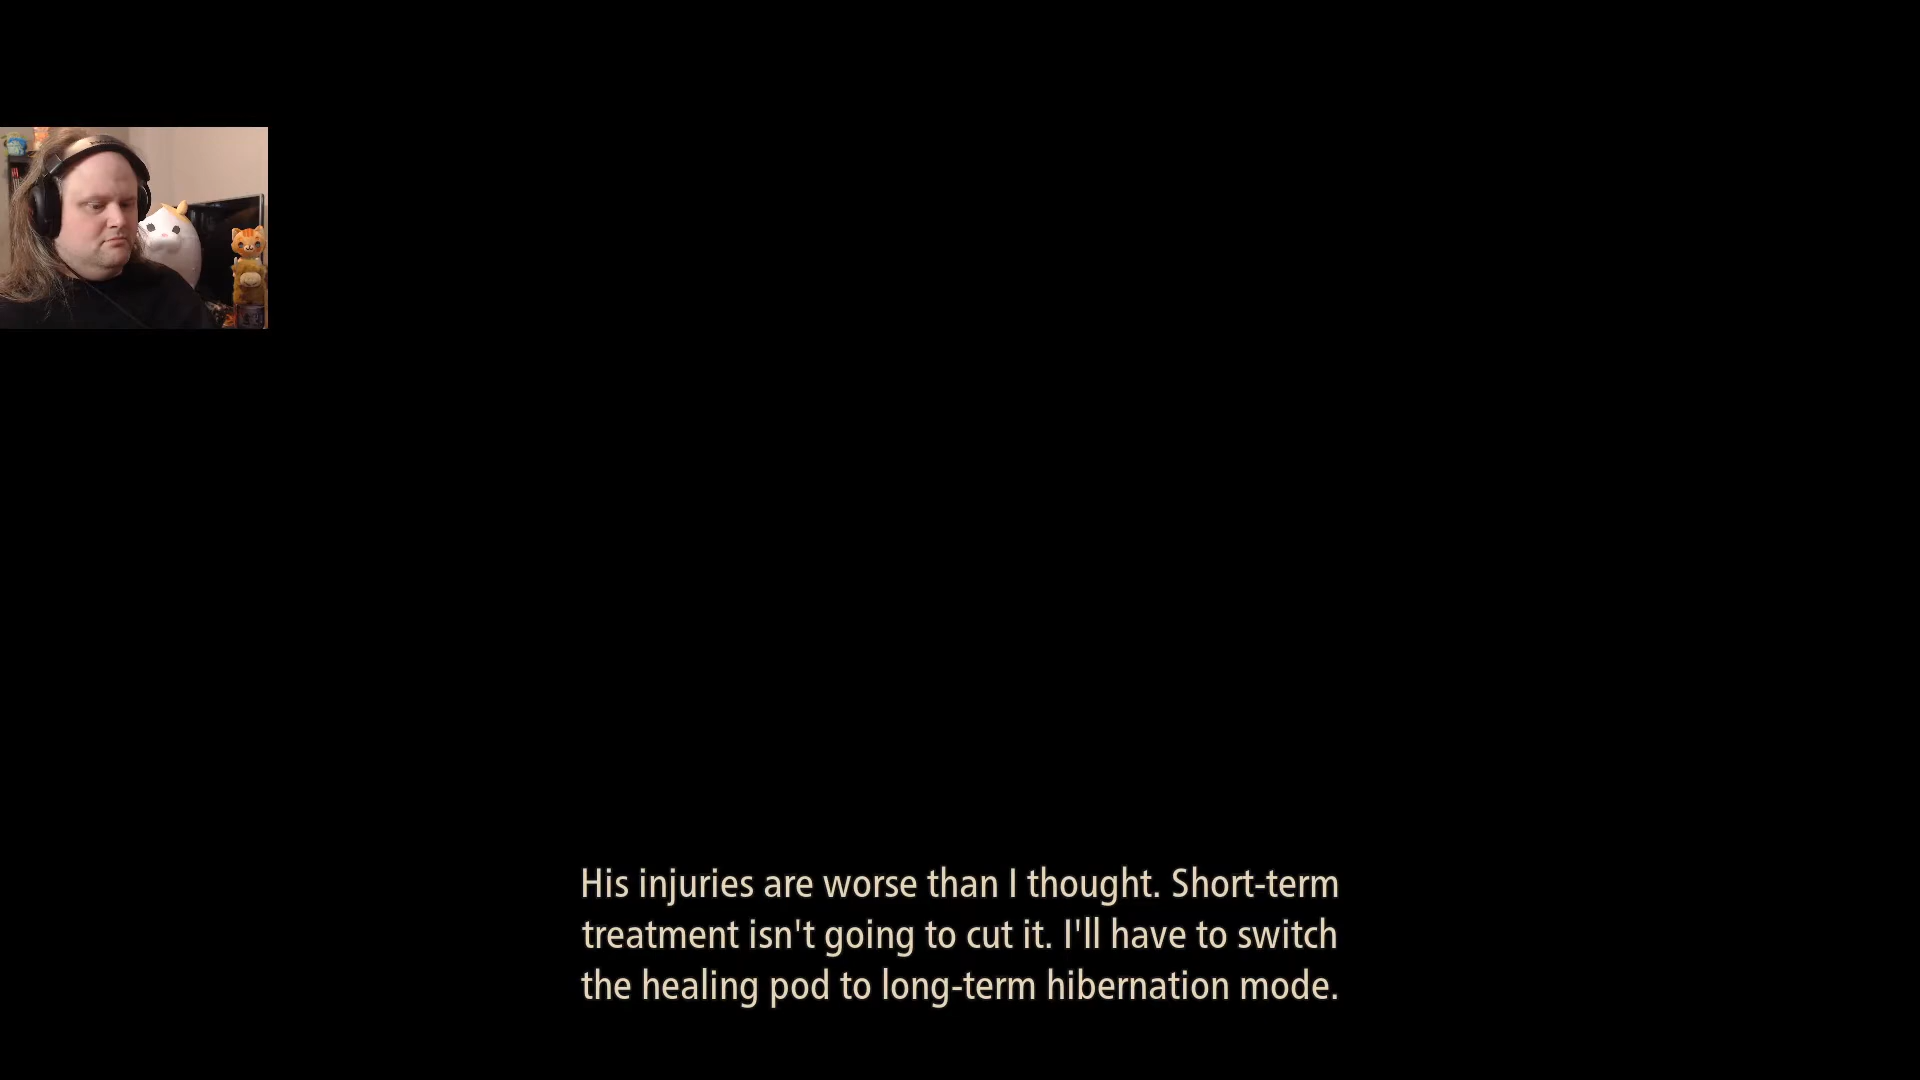 His injuries are worse than I thought. Short-term
treatment isn't going to cut it. I'll have to switch
the healing pod to long-term hibernation mode.